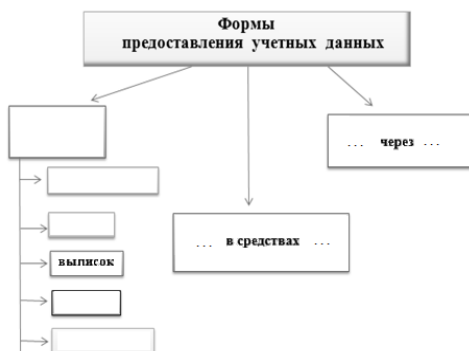 Формы
предоставления учетных данных
... через ...
... в средствах ...
выписок